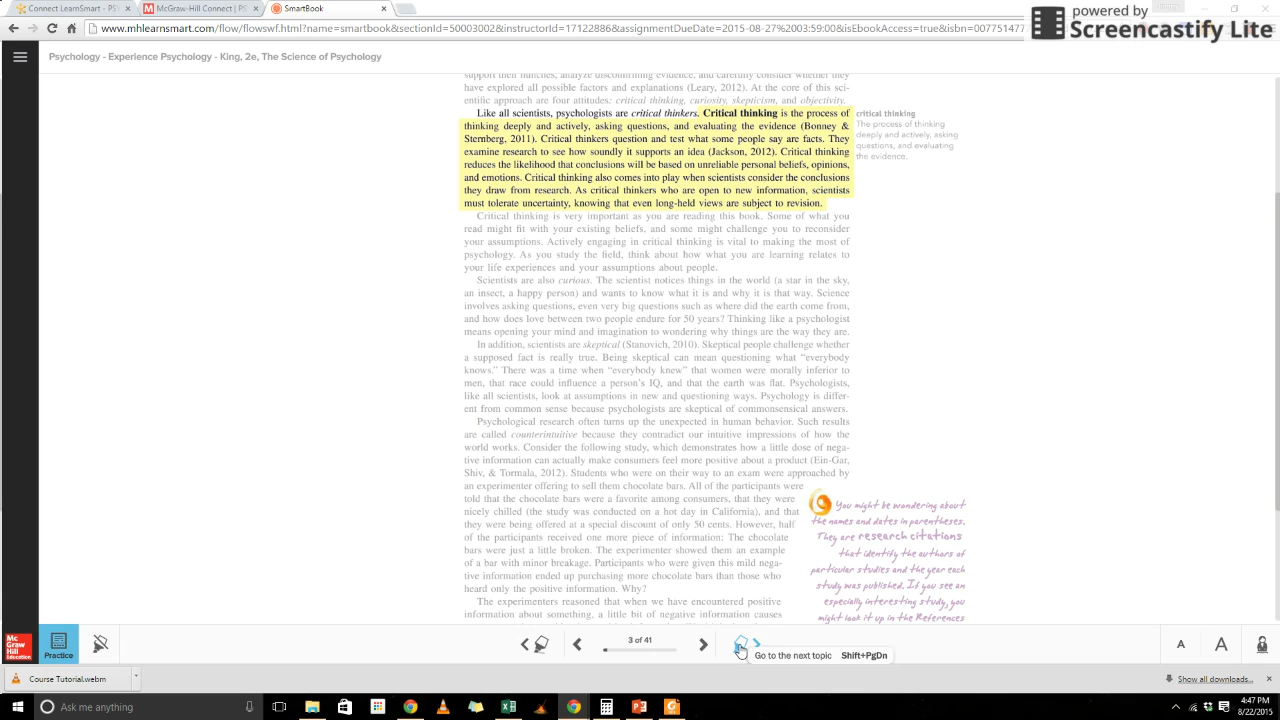 Connect LearnSmart - PSY
McGraw-Hill Connect | PS
SmartBook
powered by
Screencastify Lite
www.mhlearnsmart.com/flow/flowswf.html?name=smartbook&sectionId=50003002&instructorId=17122886&assignmentDueDate=2015-08-27%2003:59:00&isEbookAccess=true&isbn=007751477
Psychology - Experience Psychology - King, 2e, The Science of Psychology
support their hunches, analyze disconfirming evidence, and carefully consider whether they
have explored all possible factors and explanations (Leary, 2012). At the core of this sci-
entific approach are four attitudes: critical thinking, curiosity, skepticism, and objectivity.
Like all scientists, psychologists are critical thinkers. Critical thinking is the process of
thinking deeply and actively, asking questions, and evaluating the evidence (Bonney &
Sternberg, 2011). Critical thinkers question and test what some people say are facts. They
examine research to see how soundly it supports an idea (Jackson, 2012). Critical thinking
reduces the likelihood that conclusions will be based on unreliable personal beliefs, opinions,
and emotions. Critical thinking also comes into play when scientists consider the conclusions
they draw from research. As critical thinkers who are open to new information, scientists
must tolerate uncertainty, knowing that even long-held views are subject to revision.
critical thinking
The process of thinking
deeply and actively, asking
questions, and evaluating
the evidence.
Critical thinking is very important as you are reading this book. Some of what you
read might fit with your existing beliefs, and some might challenge you to reconsider
your assumptions. Actively engaging in critical thinking is vital to making the most of
psychology. As you study the field, think about how what you are learning relates to
your life experiences and your assumptions about people.
Scientists are also curious. The scientist notices things in the world (a star in the sky,
an insect, a happy person) and wants to know what it is and why it is that way. Science
involves asking questions, even very big questions such as where did the earth come from,
and how does love between two people endure for 50 years? Thinking like a psychologist
means opening your mind and imagination to wondering why things are the way they are.
In addition, scientists are skeptical (Stanovich, 2010). Skeptical people challenge whether
a supposed fact is really true. Being skeptical can mean questioning what “everybody
knows.” There was a time when “everybody knew” that women were morally inferior to
men, that race could influence a person’s IQ, and that the earth was flat. Psychologists,
like all scientists, look at assumptions in new and questioning ways. Psychology is differ-
ent from common sense because psychologists are skeptical of commonsensical answers.
Psychological research often turns up the unexpected in human behavior. Such results
are called counterintuitive because they contradict our intuitive impressions of how the
world works. Consider the following study, which demonstrates how a little dose of nega-
tive information can actually make consumers feel more positive about a product (Ein-Gar,
Shiv, & Tormala, 2012). Students who were on their way to an exam were approached by
an experimenter offering to sell them chocolate bars. All of the participants were
told that the chocolate bars were a favorite among consumers, that they were
nicely chilled (the study was conducted on a hot day in California), and that
they were being offered at a special discount of only 50 cents. However, half
of the participants received one more piece of information: The chocolate
bars were just a little broken. The experimenter showed them an example
of a bar with minor breakage. Participants who were given this mild nega-
tive information ended up purchasing more chocolate bars than those who
heard only the positive information. Why?
The experimenters reasoned that when we have encountered positive
information about something, a little bit of negative information causes
You might be wondering about
the names and dates in parentheses.
They are research citations
that identify the authors of
particular studies and the year each
study was published. If you see an
especially interesting study, you
might look it up in the References
Mc
Graw
Hill
Education
Practice
3 of 41
Go to the next topic Shift+PgDn
A A
Course Tutorial.webm
Show all downloads...
Ask me anything
4:47 PM
8/22/2015